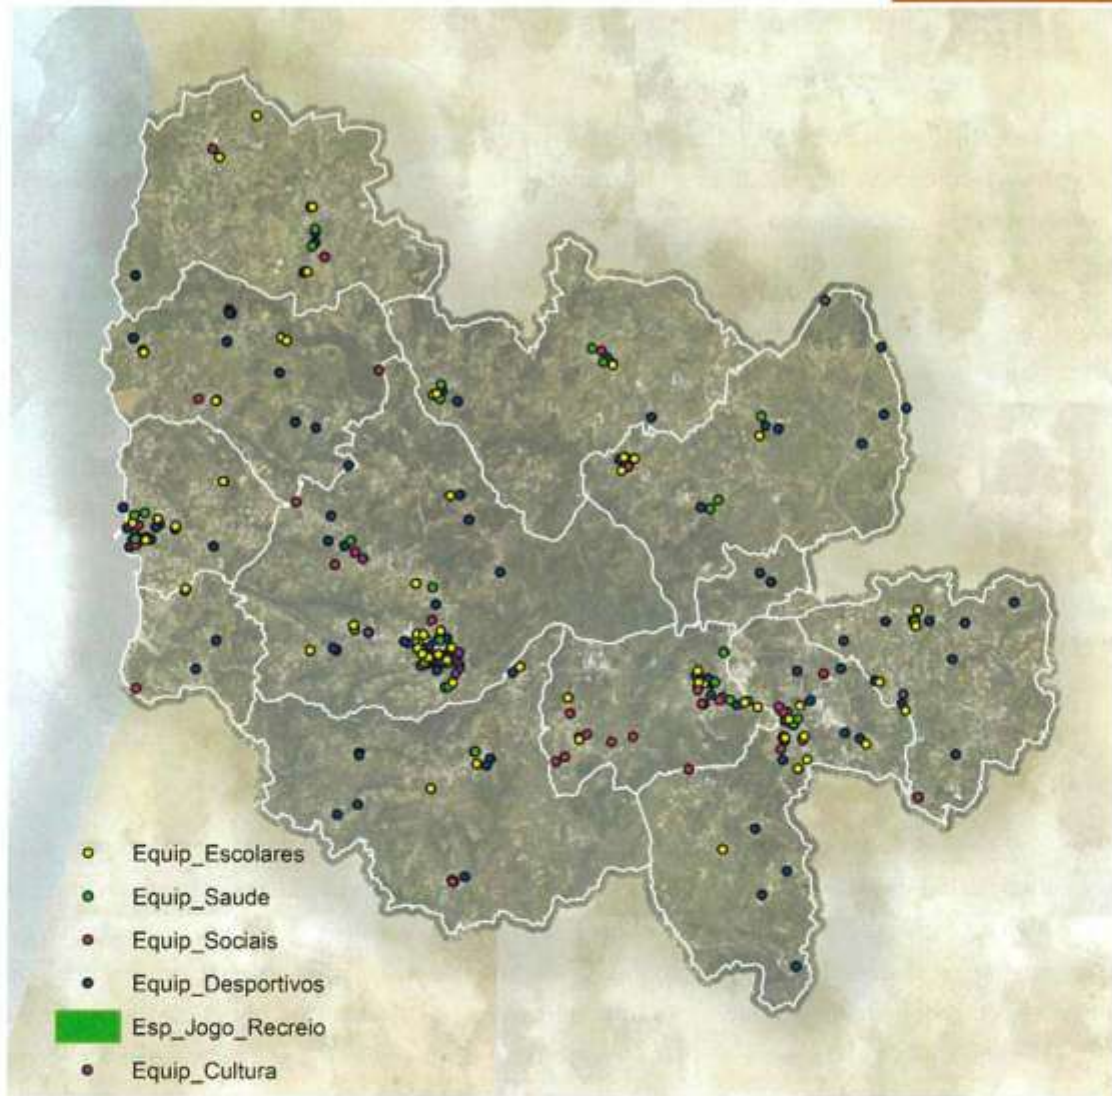 Equip_Escolares
Equip_Saude
Equip_Sociais
Equip_Desportivos
Esp_Jogo_Recreio
Equip_Cultura